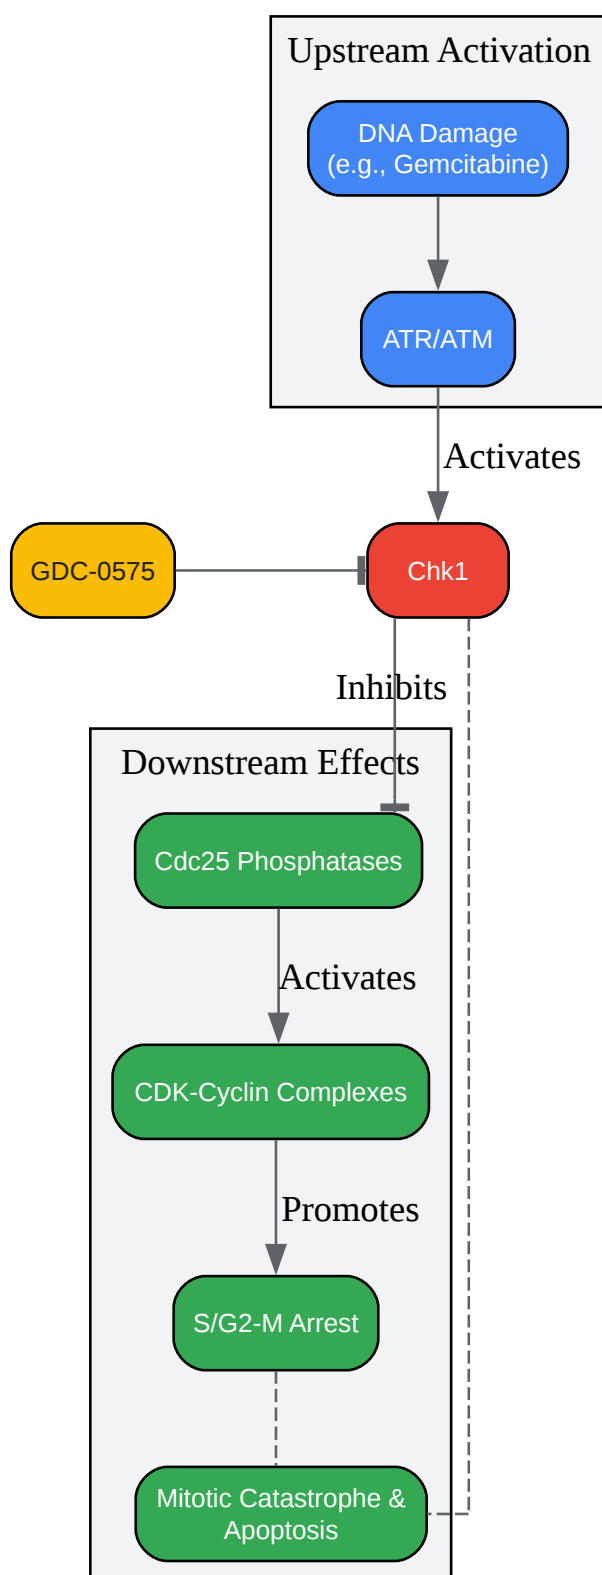 Upstream Activation
DNA Damage
(e.g., Gemcitabine)
ATR/ATM
Activates
GDC-0575
Chk1
Inhibits
Downstream Effects
Cdc25 Phosphatases
Activates
CDK-Cyclin Complexes
Promotes
S/G2-M Arrest
Mitotic Catastrophe &
Apoptosis